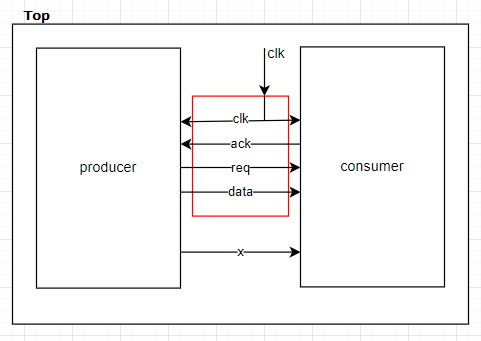 Top
clk
clk
ack
producer
req
consumer
data
x